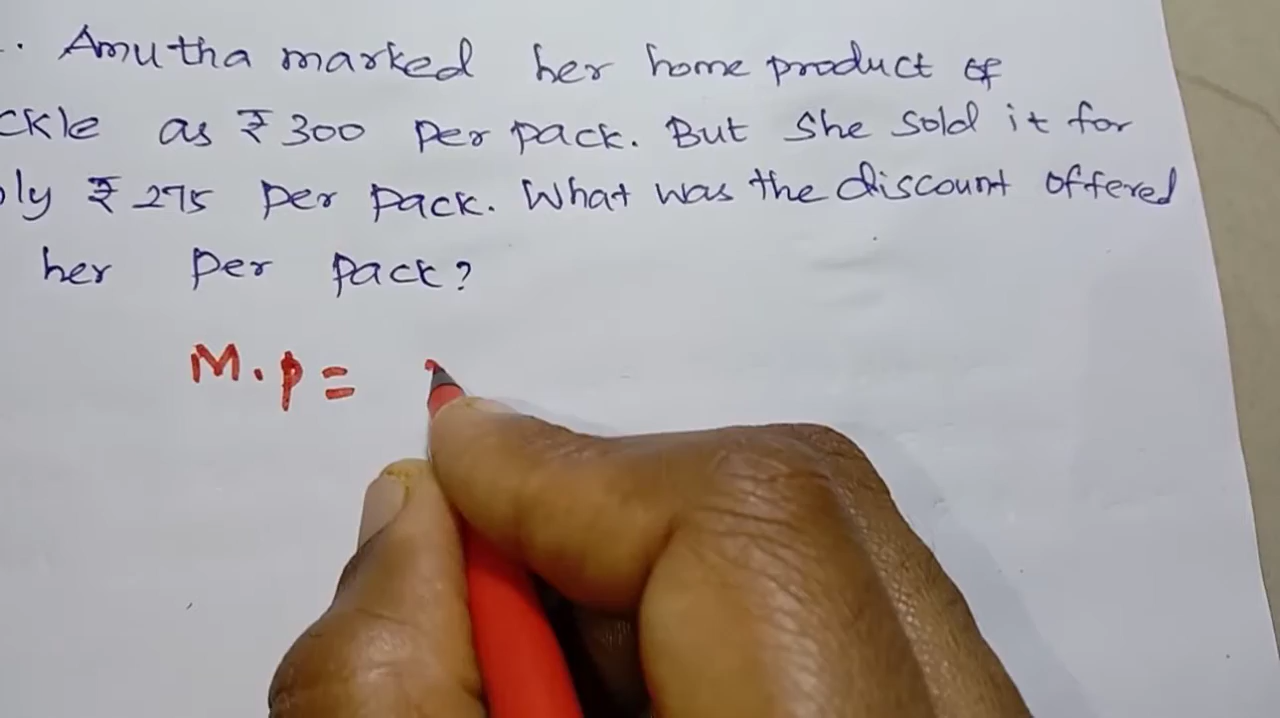 . Amutha marked her home product of
ckle as ₹ 300 per pack. But she sold it for
ly ₹ 275 per pack. What was the discount offered
her per pack?
M.P =